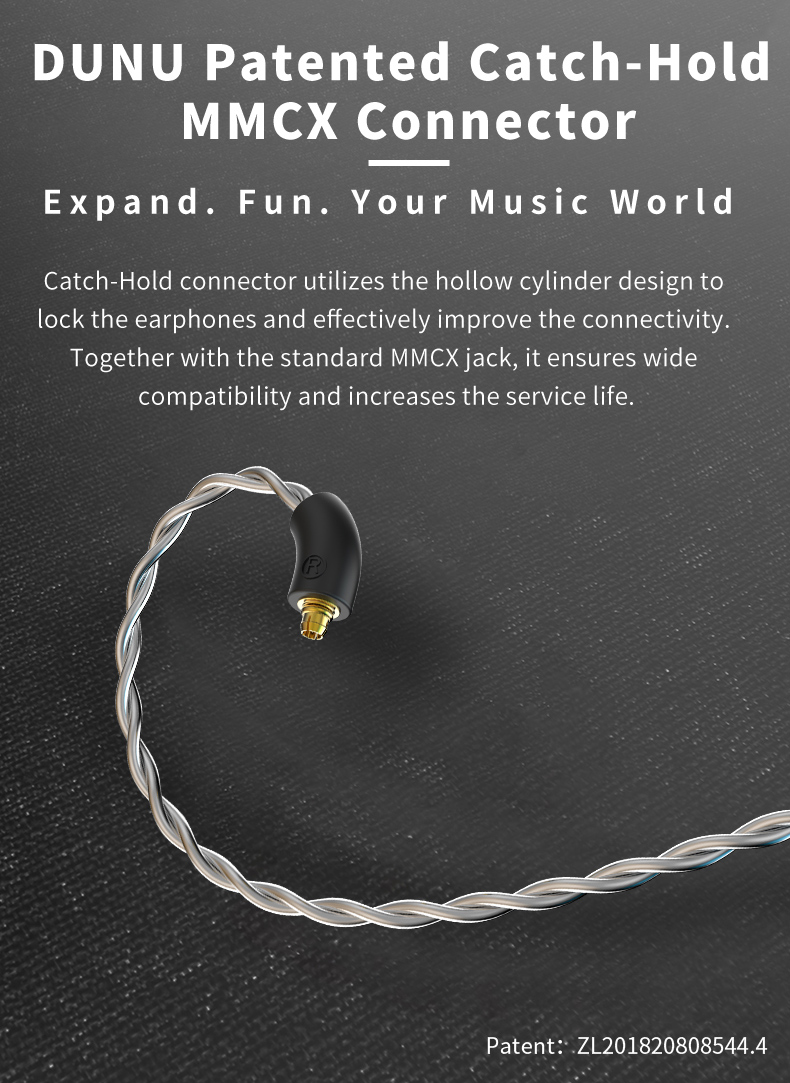 DUNU Patented Catch-Hold
MMCX Connector
Expand. Fun. Your Music World
Catch-Hold connector utilizes the hollow cylinder design to
lock the earphones and effectively improve the connectivity.
Together with the standard MMCX jack, it ensures wide
compatibility and increases the service life.
R
Patent：ZL201820808544.4